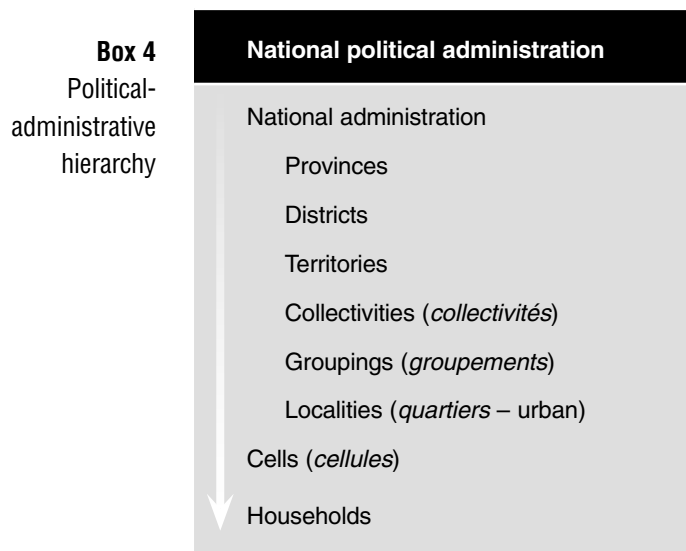 Box 4
Political-
administrative
hierarchy
National political administration
National administration
Provinces
Districts
Territories
Collectivities (collectivités)
Groupings (groupements)
Localities (quartiers – urban)
Cells (cellules)
Households